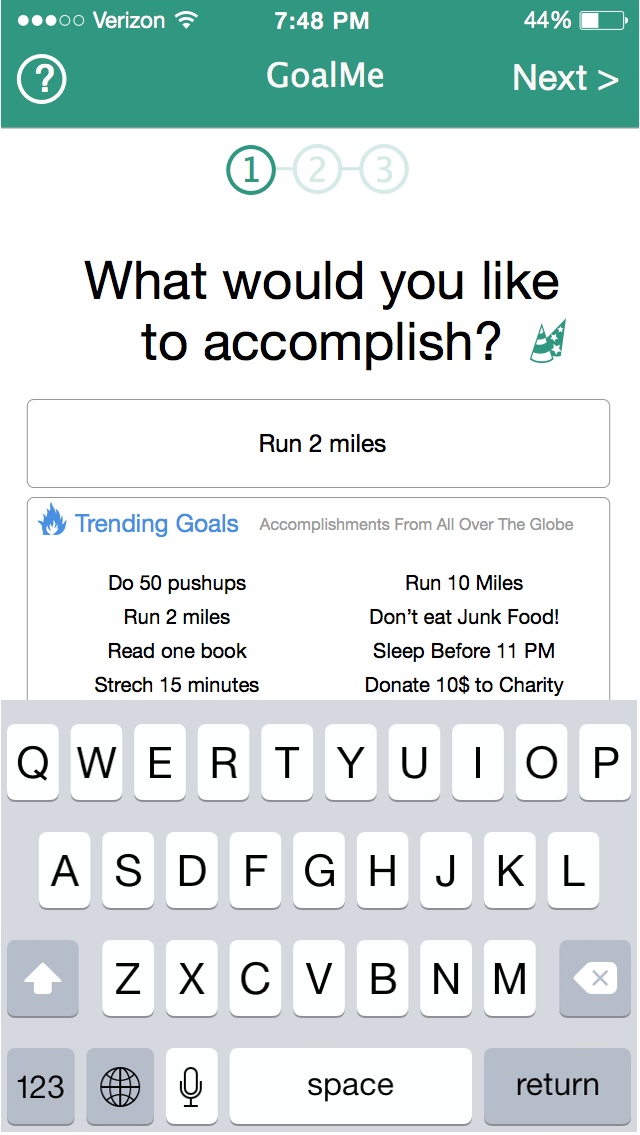 Verizon 7:48 PM 44%
? GoalMe Next >
1 2 3
What would you like
to accomplish?
Run 2 miles
Trending Goals Accomplishments From All Over The Globe
Do 50 pushups Run 10 Miles
Run 2 miles Don't eat Junk Food!
Read one book Sleep Before 11 PM
Strech 15 minutes Donate 10$ to Charity
Q W E R T Y U I O P
A S D F G H J K L
Z X C V B N M
123 space return